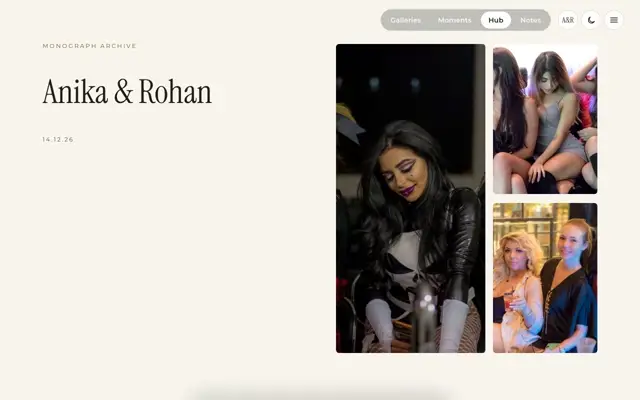 Galleries
Moments
Hub
Notes
A&R
MONOGRAPH ARCHIVE
Anika & Rohan
14.12.26